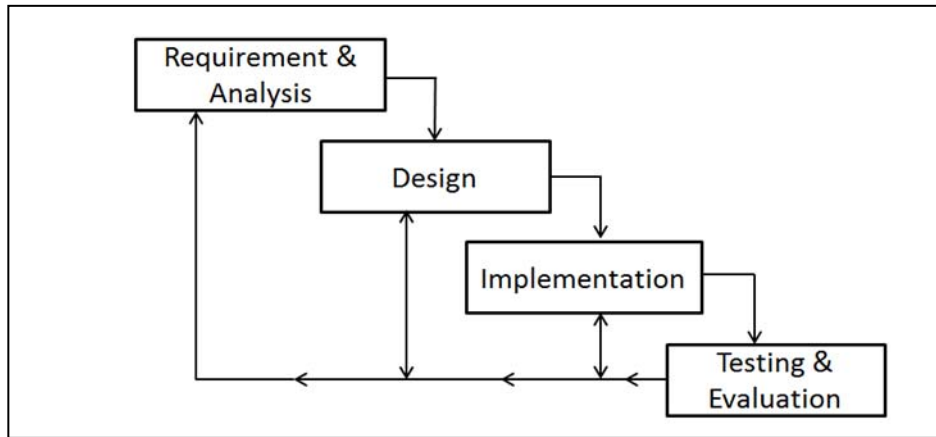 Requirement &
Analysis
Design
Implementation
Testing &
Evaluation